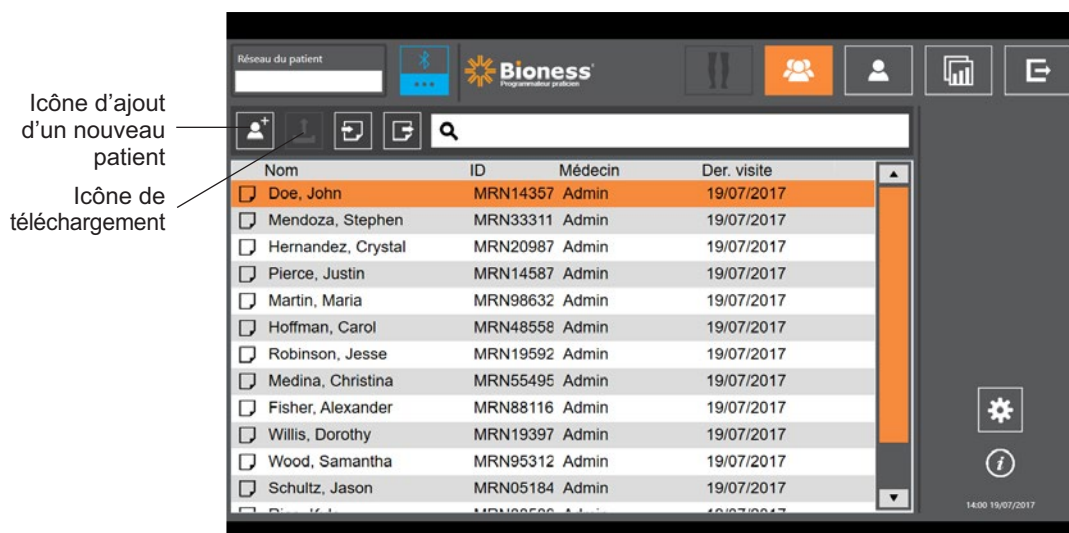 Icône d'ajout
d'un nouveau
patient
Icône de
téléchargement
Réseau du patient
Bioness
Programmateur praticien
Nom ID Médecin Der. visite
Doe, John MRN14357 Admin 19/07/2017
Mendoza, Stephen MRN33311 Admin 19/07/2017
Hernandez, Crystal MRN20987 Admin 19/07/2017
Pierce, Justin MRN14587 Admin 19/07/2017
Martin, Maria MRN98632 Admin 19/07/2017
Hoffman, Carol MRN48558 Admin 19/07/2017
Robinson, Jesse MRN19592 Admin 19/07/2017
Medina, Christina MRN55495 Admin 19/07/2017
Fisher, Alexander MRN88116 Admin 19/07/2017
Willis, Dorothy MRN19397 Admin 19/07/2017
Wood, Samantha MRN95312 Admin 19/07/2017
Schultz, Jason MRN05184 Admin 19/07/2017
14:00 19/07/2017